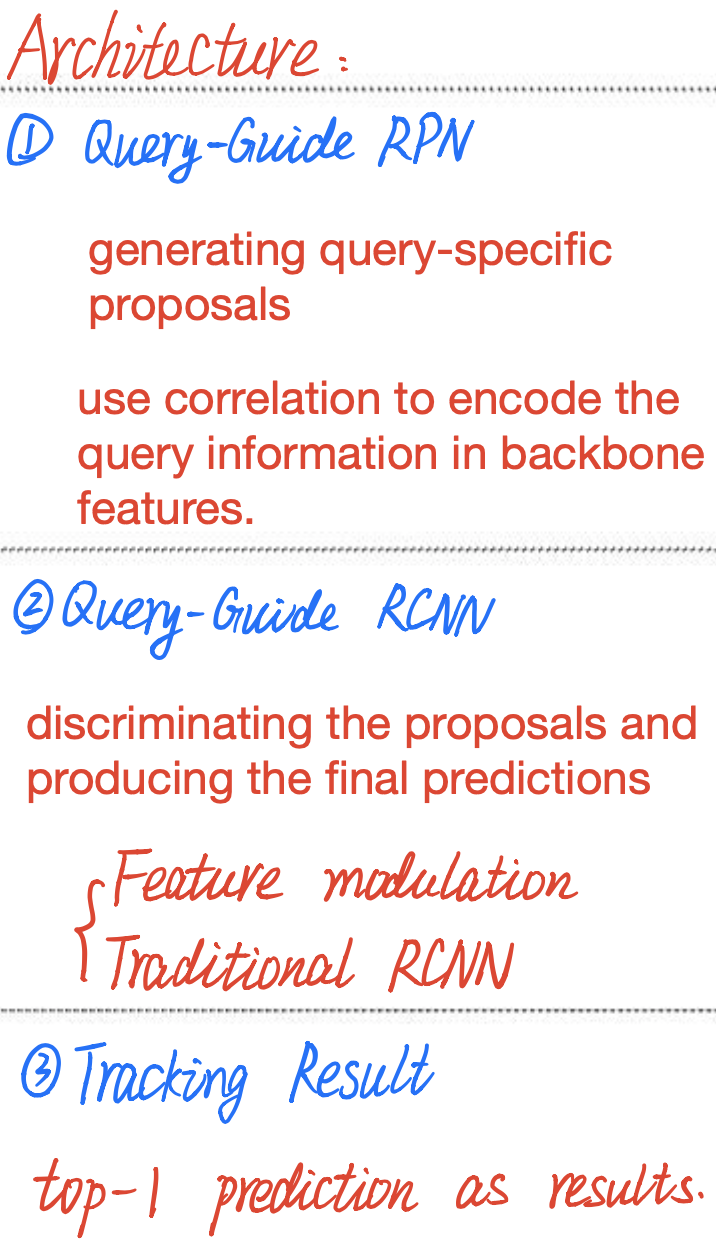 Architecture:
① Query-Guide RPN
generating query-specific
proposals
use correlation to encode the
query information in backbone
features.
② Query-Guide RCNN
discriminating the proposals and
producing the final predictions
{ Feature modulation
Traditional RCNN
③ Tracking Result
top-1 prediction as results.